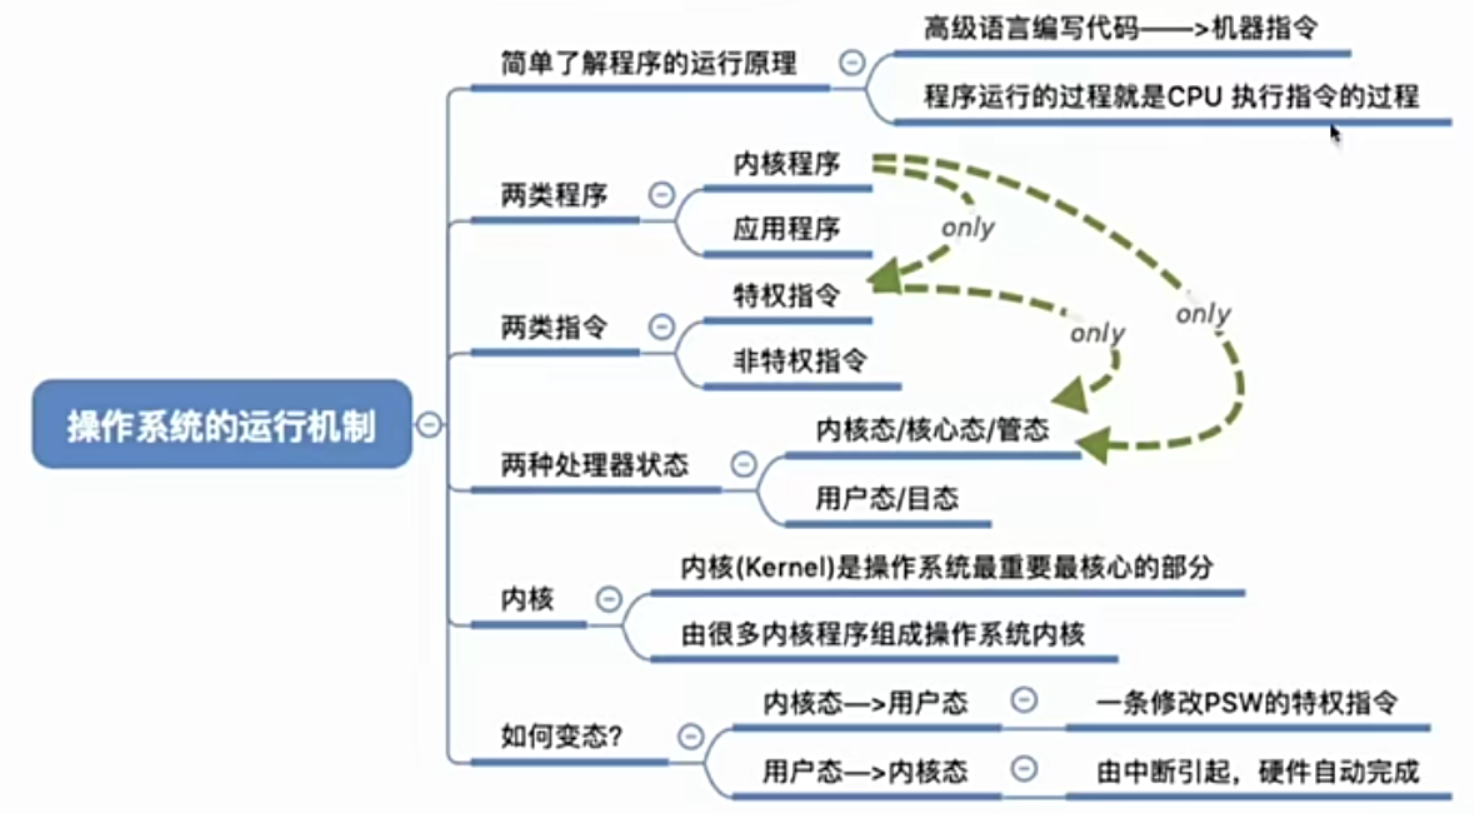 操作系统的运行机制
简单了解程序的运行原理
高级语言编写代码——>机器指令
程序运行的过程就是CPU 执行指令的过程
两类程序
内核程序
应用程序
only
两类指令
特权指令
非特权指令
only
only
两种处理器状态
内核态/核心态/管态
用户态/目态
内核
内核(Kernel)是操作系统最重要最核心的部分
由很多内核程序组成操作系统内核
如何变态?
内核态—>用户态
一条修改PSW的特权指令
用户态—>内核态
由中断引起，硬件自动完成